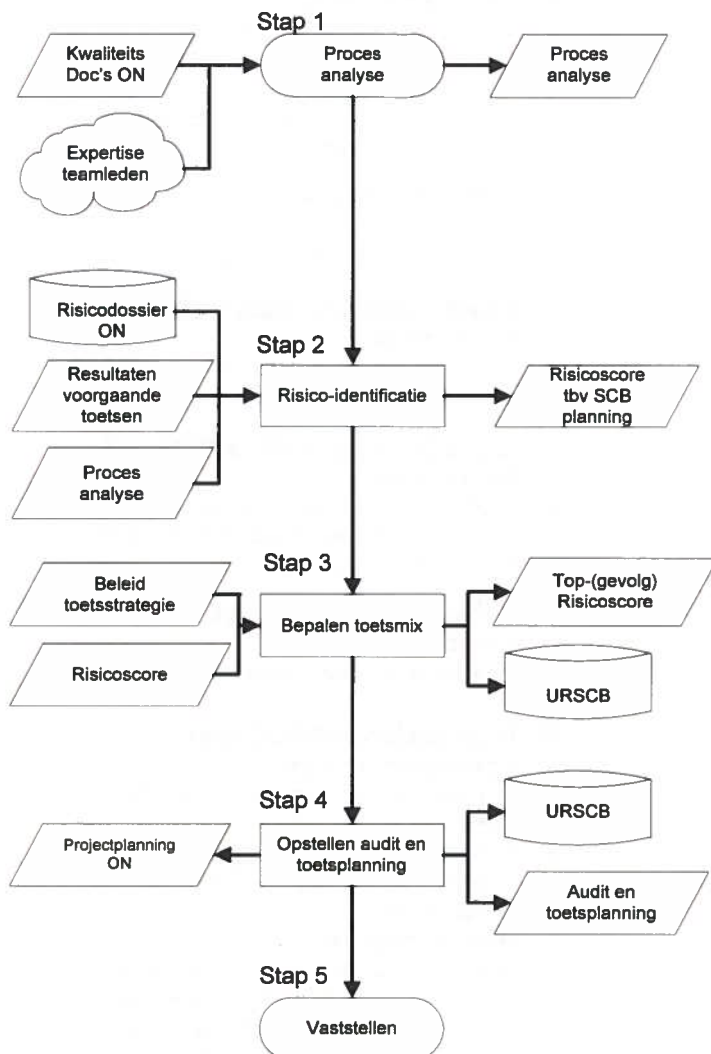 Stap 1
Kwaliteits
Doc's ON
Proces
analyse
Proces
analyse
Expertise
teamleden
Risicodossier
ON
Stap 2
Resultaten
voorgaande
toetsen
Risico-identificatie
Risicoscore
tbv SCB
planning
Proces
analyse
Stap 3
Beleid
toetsstrategie
Bepalen toetsmix
Top-(gevolg)
Risicoscore
Risicoscore
URSCB
Stap 4
URSCB
Projectplanning
ON
Opstellen audit en
toetsplanning
Audit en
toetsplanning
Stap 5
Vaststellen